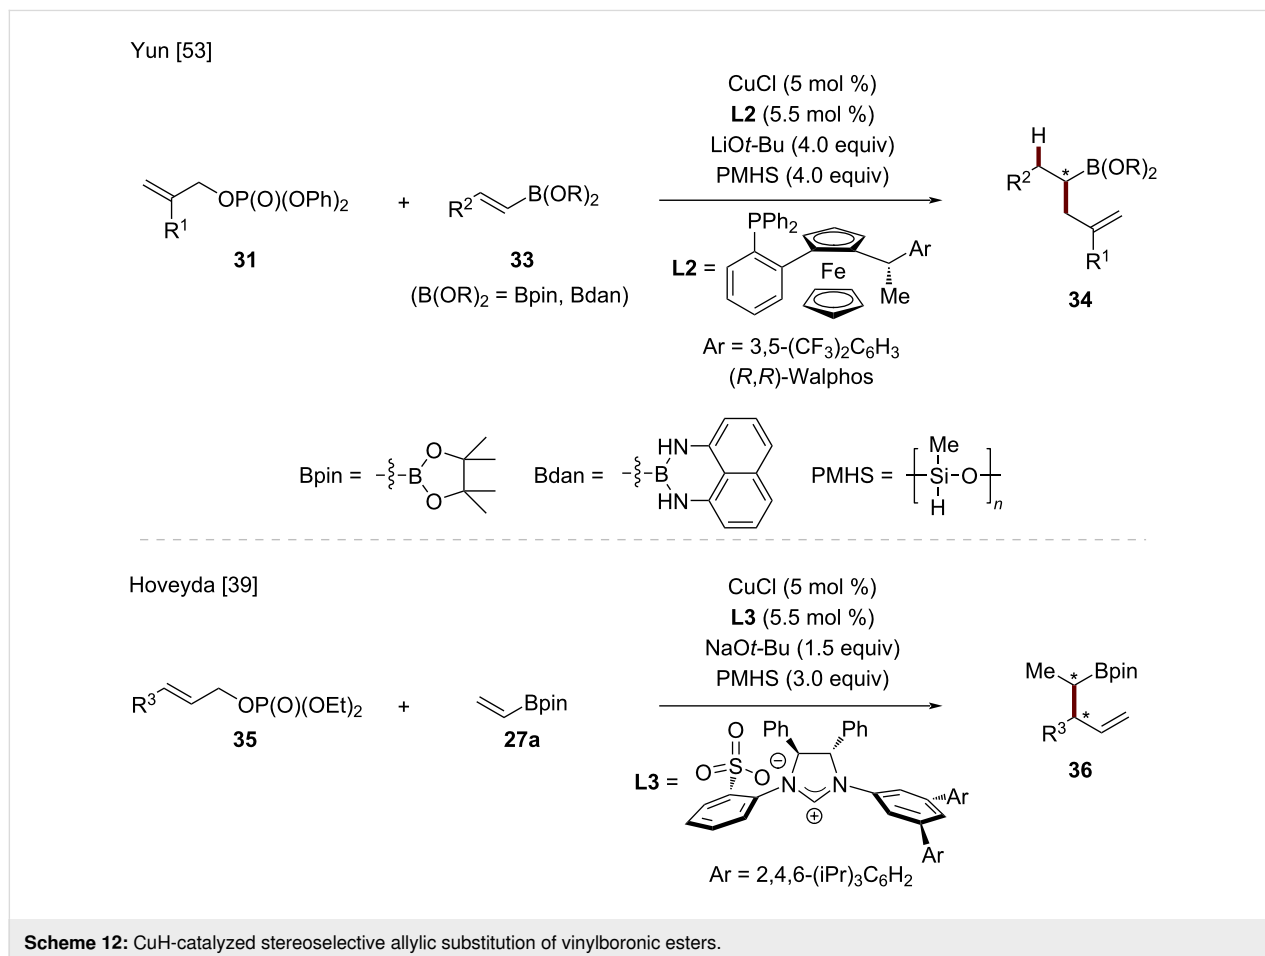 Yun [53]
CuCl (5 mol %)
L2 (5.5 mol %)
LiOt-Bu (4.0 equiv)
PMHS (4.0 equiv)
OP(O)(OPh)2
R1
31
+
R2
B(OR)2
33
(B(OR)2 = Bpin, Bdan)
L2 =
PPh2
Fe
Ar
Me
Ar = 3,5-(CF3)2C6H3
(R,R)-Walphos
H
R2
*
B(OR)2
R1
34
Bpin =
B
O
O
Bdan =
HN
B
HN
PMHS =
Me
Si
O
H
n
Hoveyda [39]
CuCl (5 mol %)
L3 (5.5 mol %)
NaOt-Bu (1.5 equiv)
PMHS (3.0 equiv)
R3
OP(O)(OEt)2
35
+
Bpin
27a
L3 =
Ph
Ph
O
O
S
O
⊖
N
N
⊕
Ar
Ar
Ar = 2,4,6-(iPr)3C6H2
Me
*
Bpin
R3
*
36
Scheme 12: CuH-catalyzed stereoselective allylic substitution of vinylboronic esters.